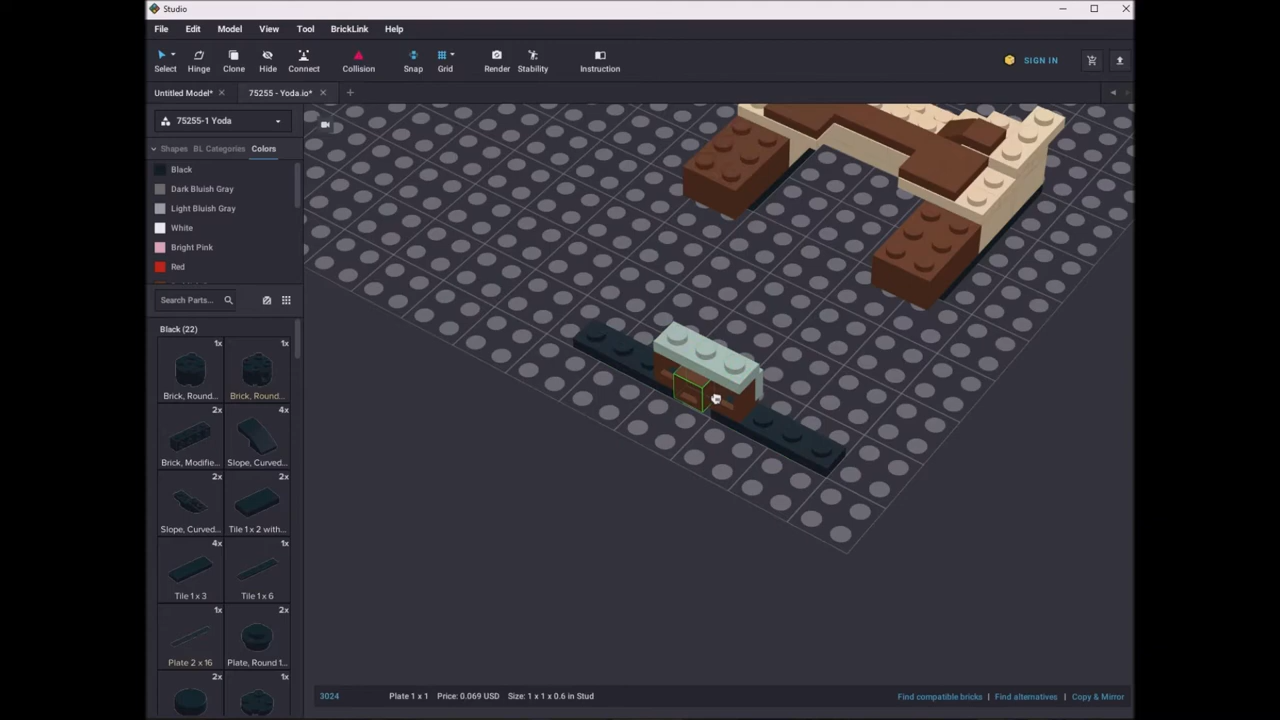 Studio
File Edit Model View Tool BrickLink Help
Select Hinge Clone Hide Connect Collision Snap Grid Render Stability Instruction SIGN IN
Untitled Model* 75255 - Yoda.io*
75255-1 Yoda
Shapes BL Categories Colors
Black
Dark Bluish Gray
Light Bluish Gray
White
Bright Pink
Red
Search Parts...
Black (22)
1x 1x
Brick, Round... Brick, Round...
2x 4x
Brick, Modifie... Slope, Curved...
2x 2x
Slope, Curved... Tile 1 x 2 with...
4x 1x
Tile 1 x 3 Tile 1 x 6
1x 2x
Plate 2 x 16 Plate, Round 1...
2x 1x
3024 Plate 1 x 1 Price: 0.069 USD Size: 1 x 1 x 0.6 in Stud Find compatible bricks | Find alternatives | Copy & Mirror